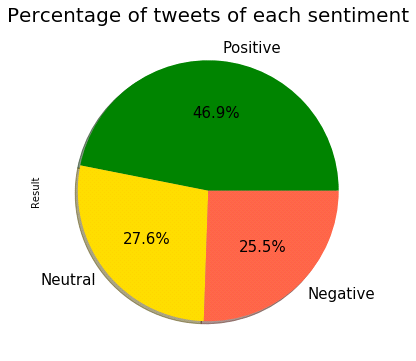 Percentage of tweets of each sentiment
Positive
46.9%
Result
27.6%
25.5%
Neutral
Negative